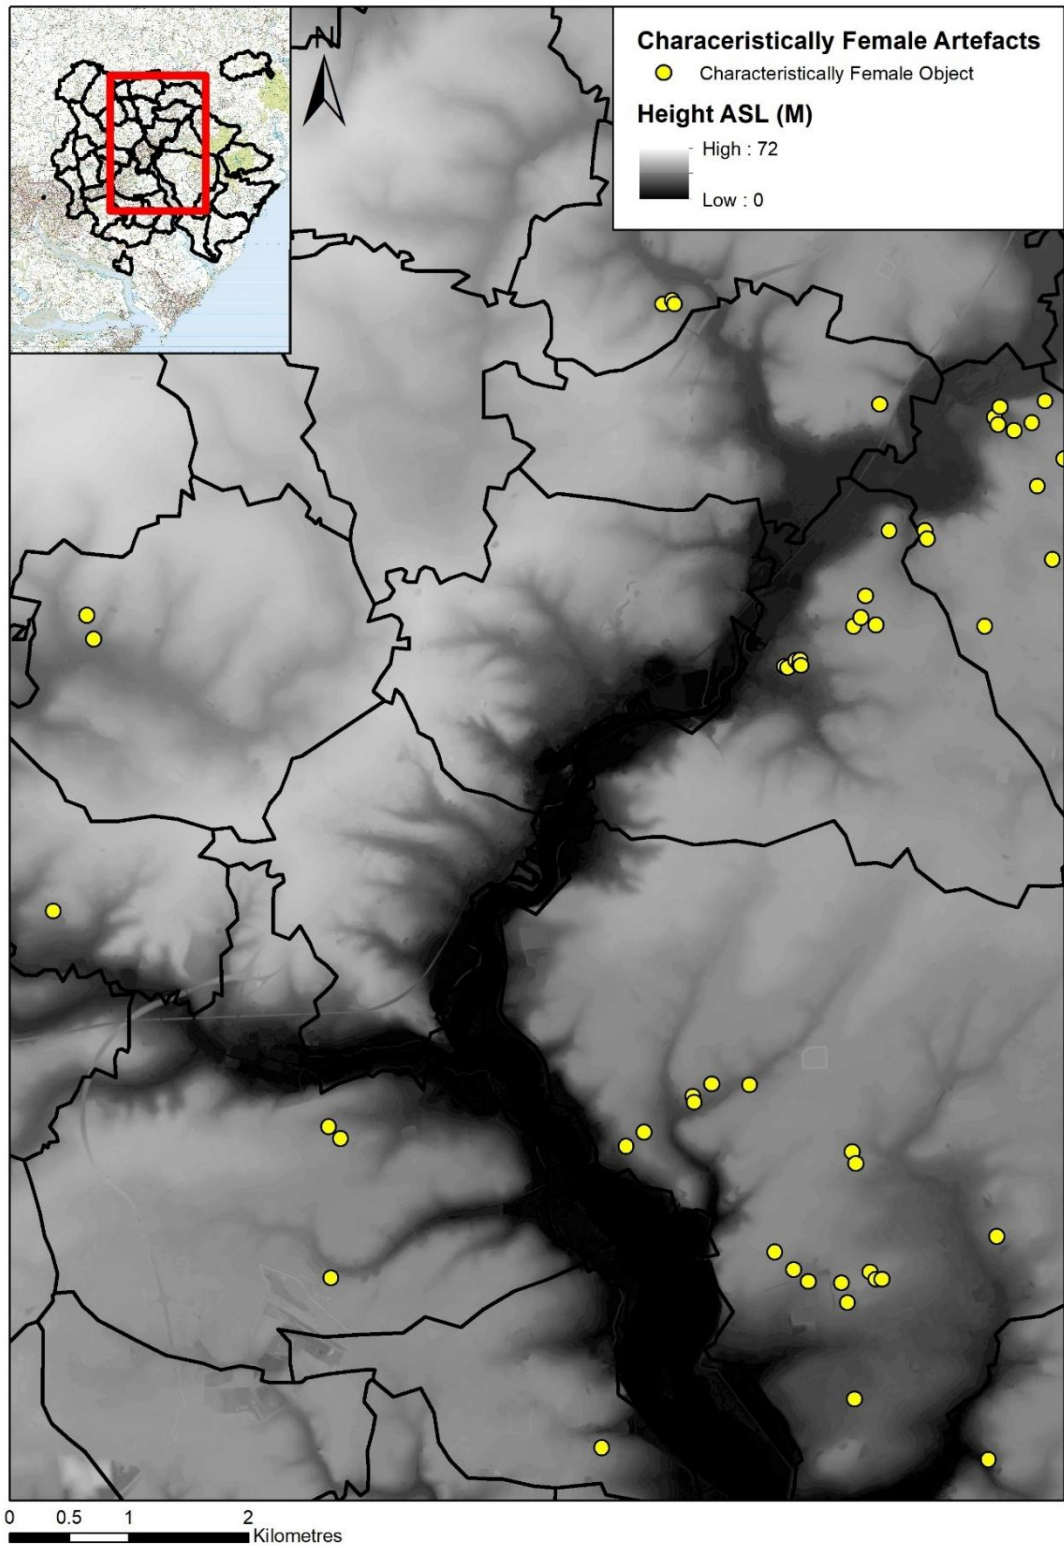 N
Characeristically Female Artefacts
Characteristically Female Object
Height ASL (M)
High : 72
Low : 0
0 0.5 1 2
Kilometres